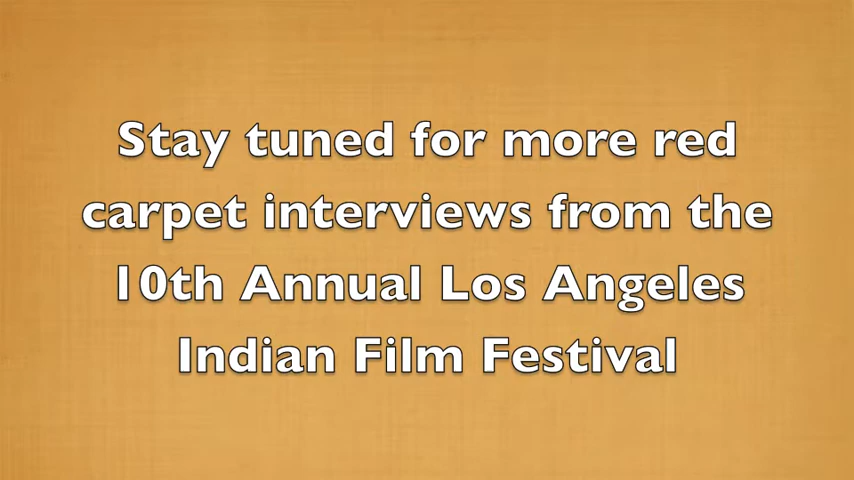 Stay tuned for more red
carpet interviews from the
10th Annual Los Angeles
Indian Film Festival